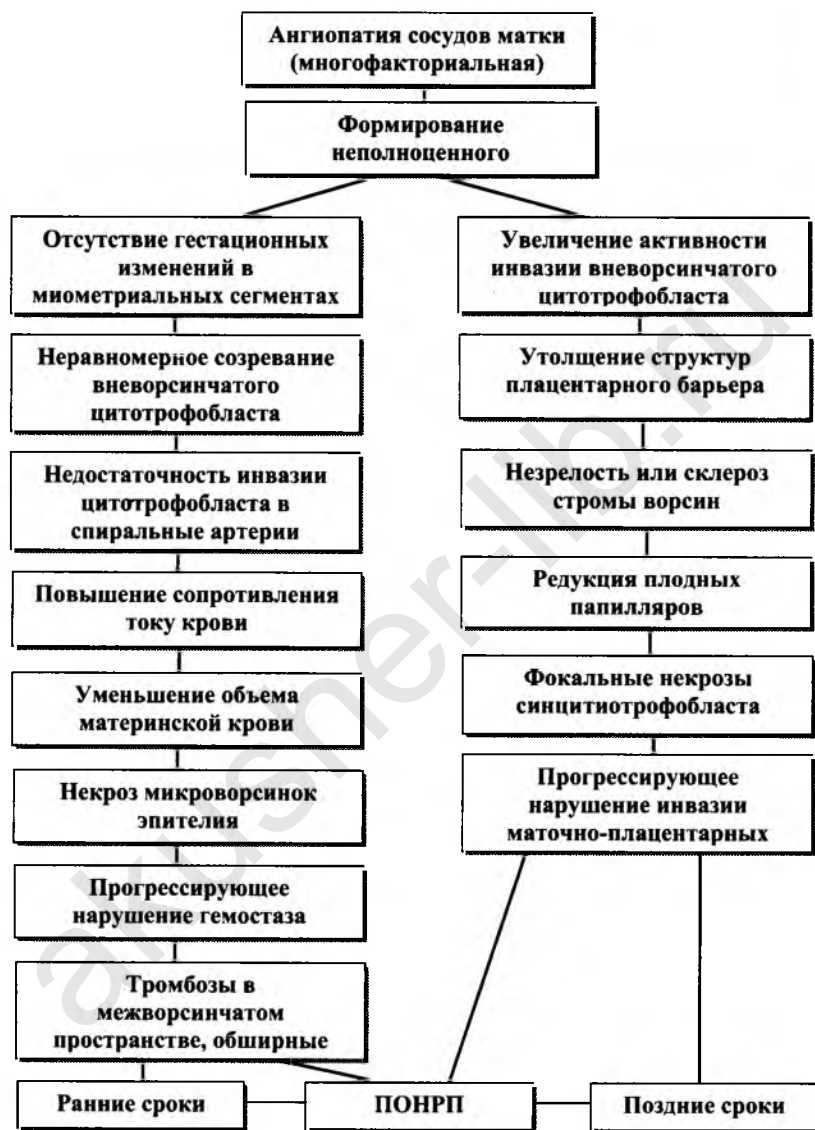 Ангиопатия сосудов матки
(многофакториальная)
Формирование
неполноценного
Отсутствие гестационных
изменений в
миометриальных сегментах
Неравномерное созревание
вневорсинчатого
цитотрофобласта
Недостаточность инвазии
цитотрофобласта в
спиральные артерии
Повышение сопротивления
току крови
Уменьшение объема
материнской крови
Некроз микроворсинок
эпителия
Прогрессирующее
нарушение гемостаза
Тромбозы в
межворсинчатом
пространстве, обширные
Увеличение активности
инвазии вневорсинчатого
цитотрофобласта
Утолщение структур
плацентарного барьера
Незрелость или склероз
стромы ворсин
Редукция плодных
папилляров
Фокальные некрозы
синцитиотрофобласта
Прогрессирующее
нарушение инвазии
маточно-плацентарных
Ранние сроки
ПОНРП
Поздние сроки
akusher-lib.ru